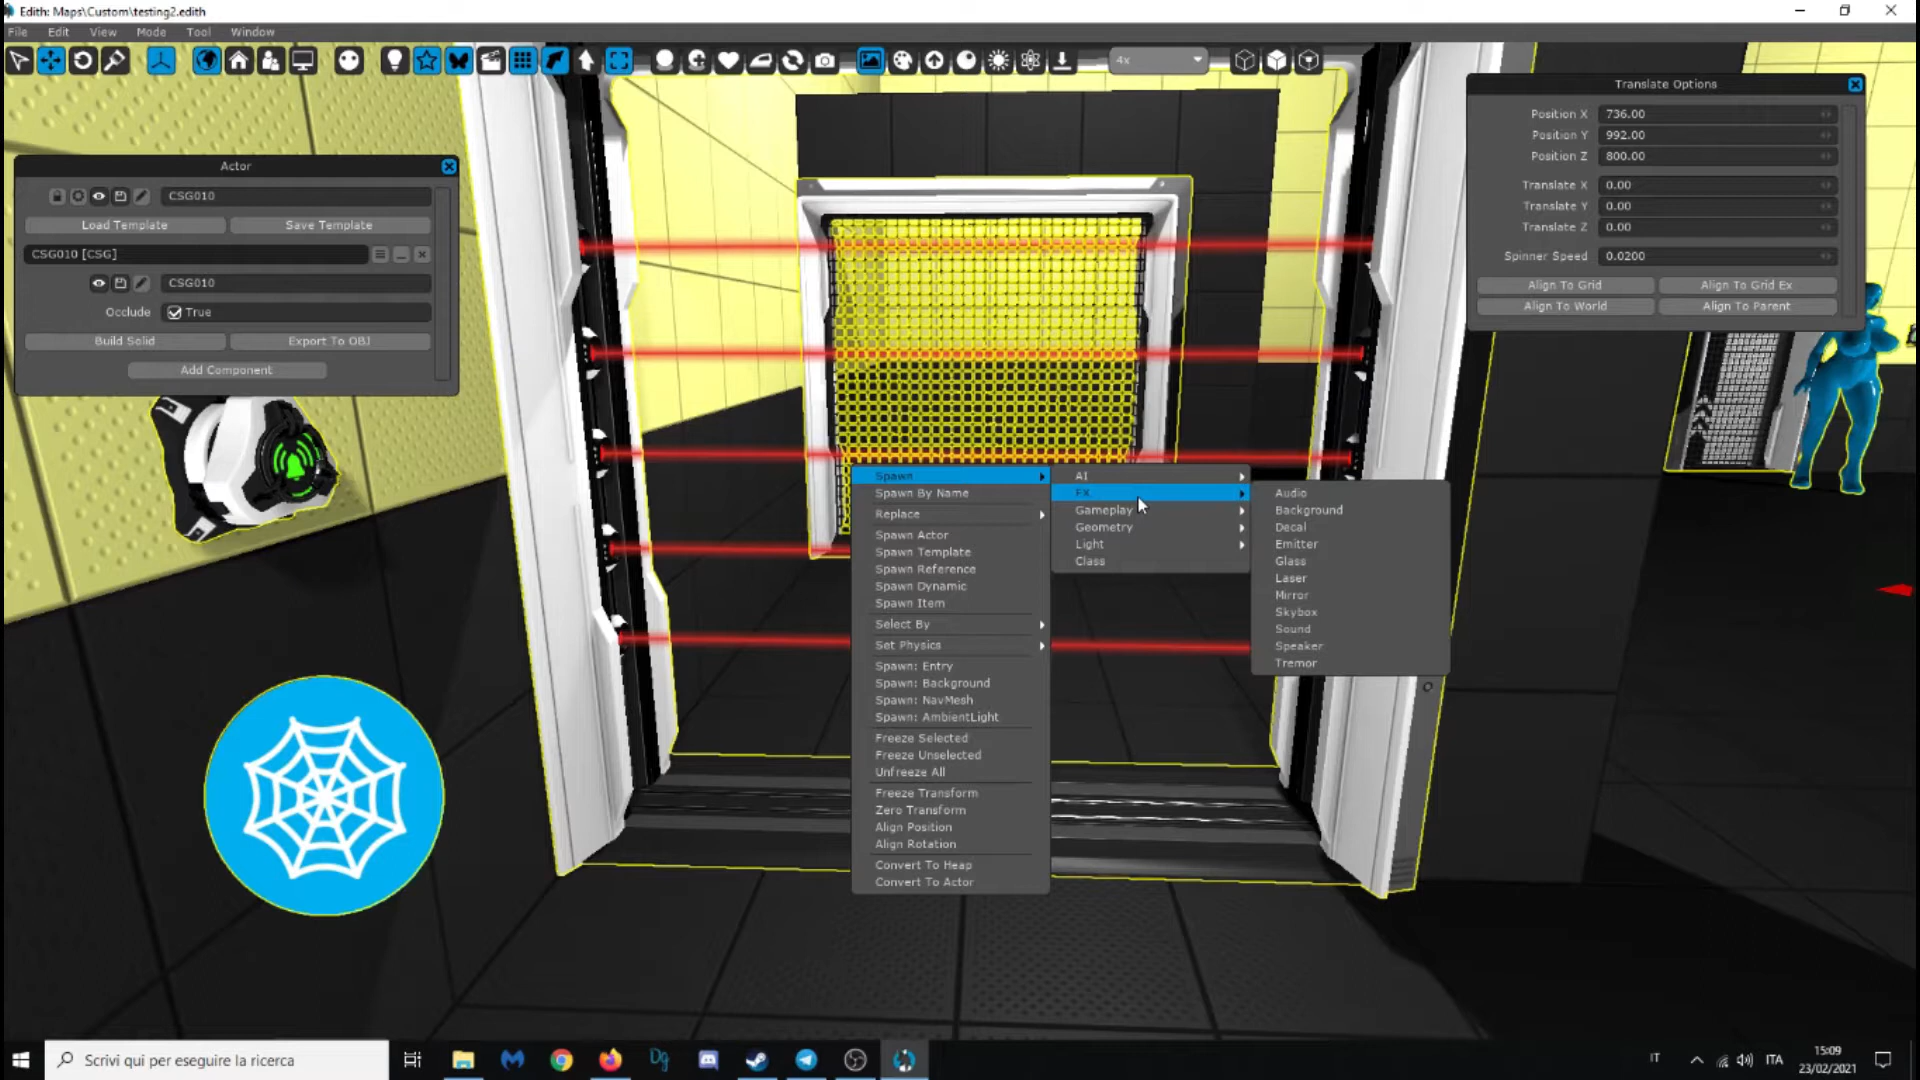 Edith: Maps\Custom\testing2.edith
File Edit View Mode Tool Window
4x
Actor
CSG010
Load Template
Save Template
CSG010 [CSG]
CSG010
Occlude
True
Build Solid
Export To OBJ
Add Component
Translate Options
Position X
736.00
Position Y
992.00
Position Z
800.00
Translate X
0.00
Translate Y
0.00
Translate Z
0.00
Spinner Speed
0.0200
Align To Grid
Align To Grid Ex
Align To World
Align To Parent
Spawn
Spawn By Name
Replace
Spawn Actor
Spawn Template
Spawn Reference
Spawn Dynamic
Spawn Item
Select By
Set Physics
Spawn: Entry
Spawn: Background
Spawn: NavMesh
Spawn: AmbientLight
Freeze Selected
Freeze Unselected
Unfreeze All
Freeze Transform
Zero Transform
Align Position
Align Rotation
Convert To Heap
Convert To Actor
AI
FX
Gameplay
Geometry
Light
Class
Audio
Background
Decal
Emitter
Glass
Laser
Mirror
Skybox
Sound
Speaker
Tremor
Scrivi qui per eseguire la ricerca
Dg
IT
ITA
15:09
23/02/2021